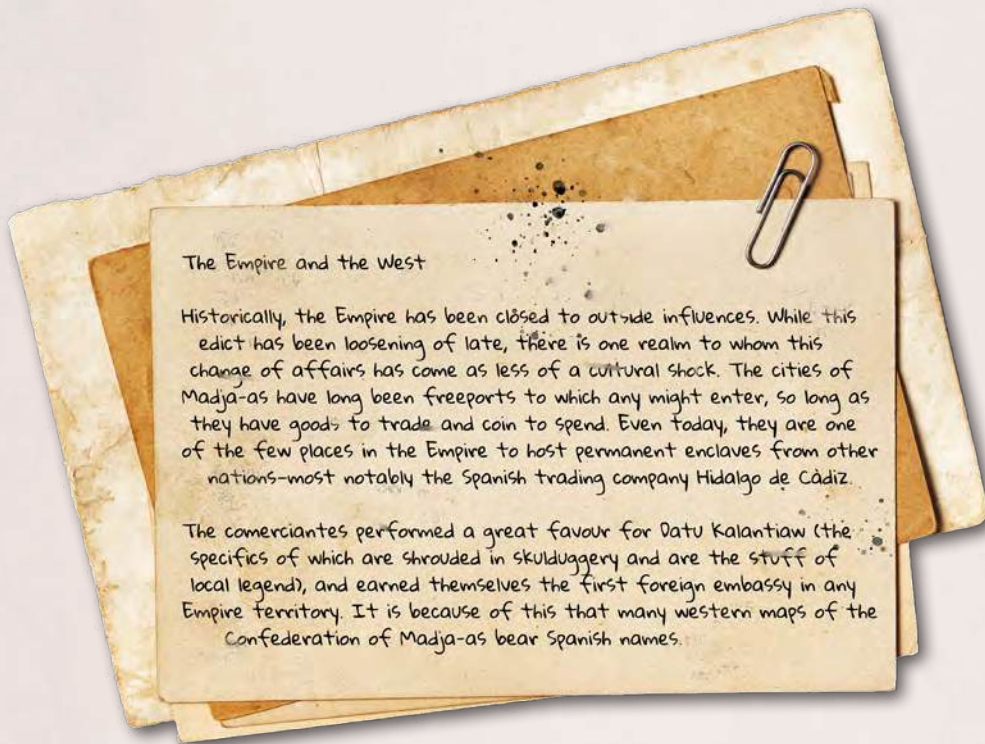 The Empire and the West
Historically, the Empire has been closed to outside influences. While this
edict has been loosening of late, there is one realm to whom this
change of affairs has come as less of a cultural shock. The cities of
Madja-as have long been freeports to which any might enter, so long as
they have goods to trade and coin to spend. Even today, they are one
of the few places in the Empire to host permanent enclaves from other
nations-most notably the Spanish trading company Hidalgo de Càdiz.
The comerciantes performed a great favour for Datu Kalantiaw (the
specifics of which are shrouded in skulduggery and are the stuff of
local legend), and earned themselves the first foreign embassy in any
Empire territory. It is because of this that many western maps of the
Confederation of Madja-as bear Spanish names.